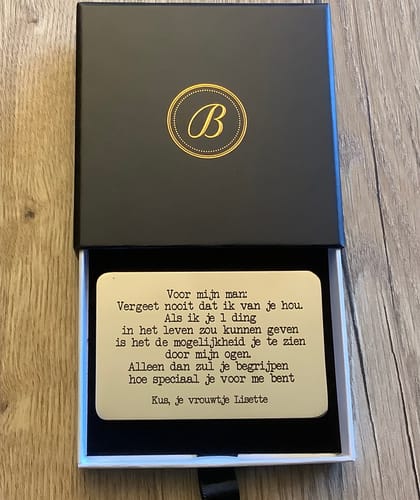 B
Voor mijn man:
Vergeet nooit dat ik van je hou.
Als ik je 1 ding
in het leven zou kunnen geven
is het de mogelijkheid je te zien
door mijn ogen.
Alleen dan zul je begrijpen
hoe speciaal je voor me bent
Kus, je vrouwtje Lisette